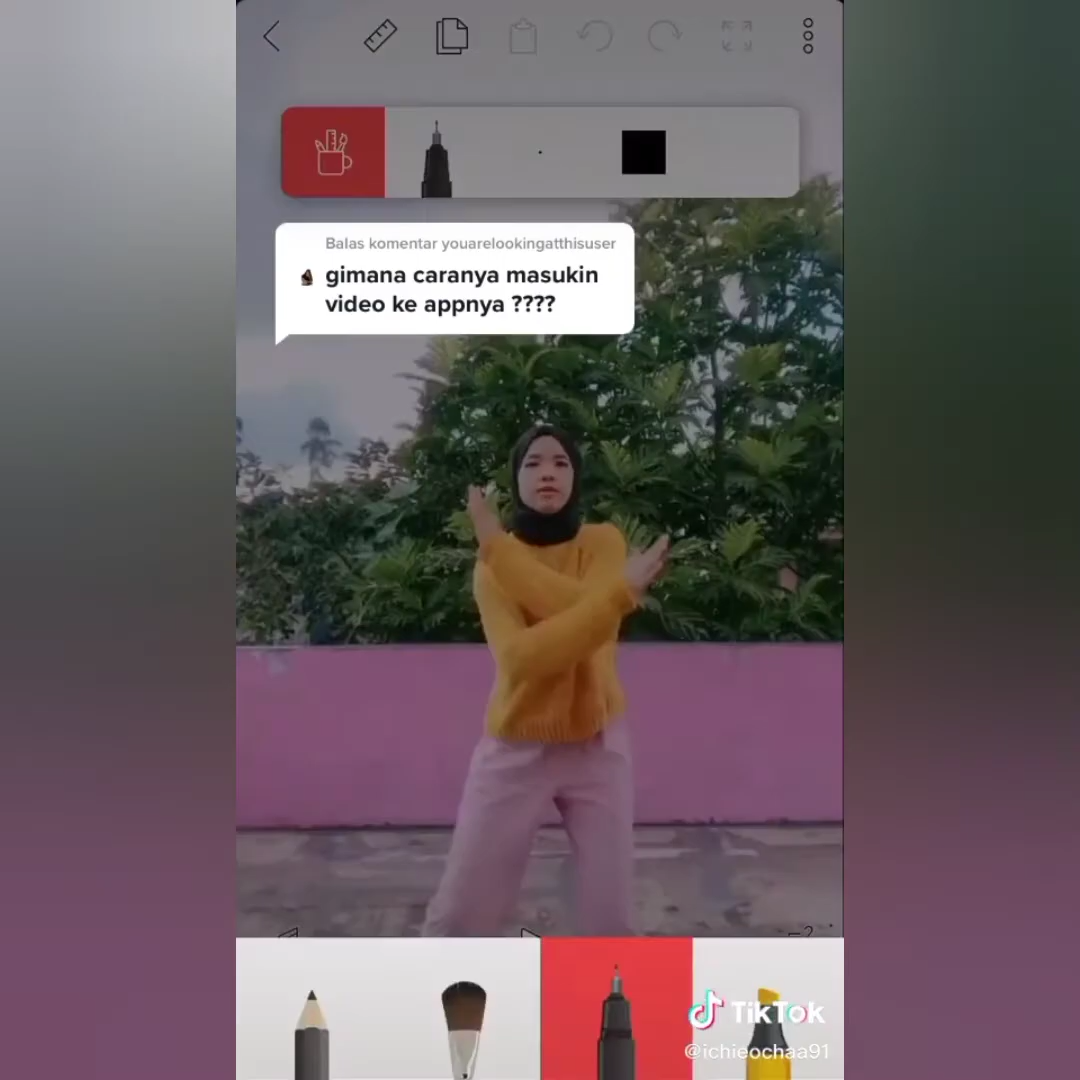 Balas komentar youarelookingatthisuser
gimana caranya masukin
video ke appnya ????
TikTok
@ichieochaa91